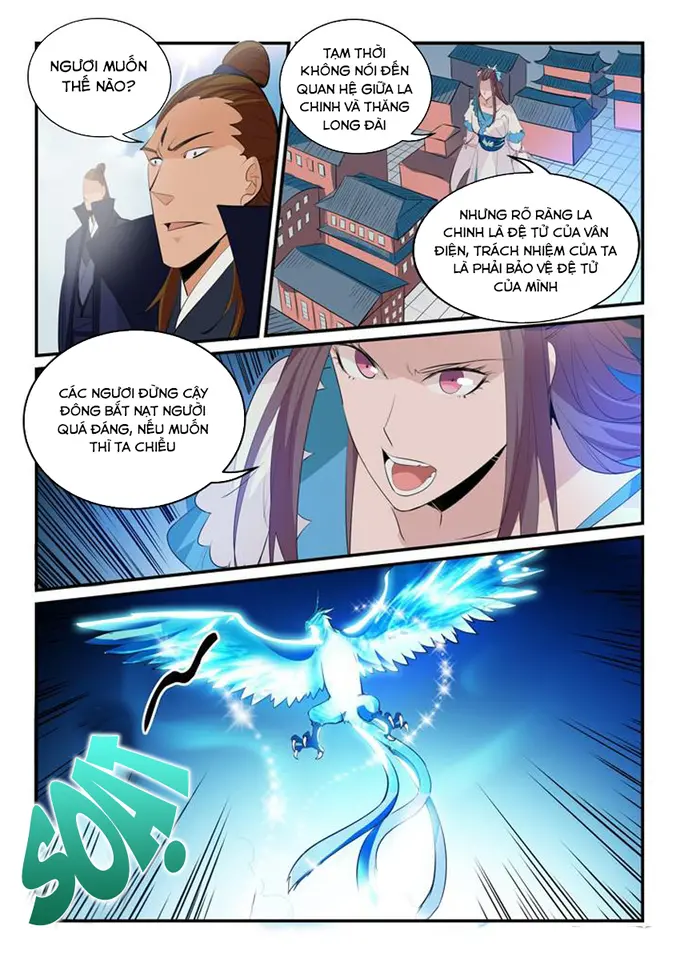 NGƯƠI MUỐN
THẾ NÀO?
TẠM THỜI
KHÔNG NÓI ĐẾN
QUAN HỆ GIỮA LA
CHINH VÀ THĂNG
LONG ĐÀI
NHƯNG RÕ RÀNG LA
CHINH LÀ ĐỆ TỬ CỦA VÂN
ĐIỆN, TRÁCH NHIỆM CỦA TA
LÀ PHẢI BẢO VỆ ĐỆ TỬ
CỦA MÌNH
CÁC NGƯƠI ĐỪNG CẬY
ĐÔNG BẮT NẠT NGƯỜI
QUÁ ĐÁNG, NẾU MUỐN
THÌ TA CHIỀU
SOẠT!